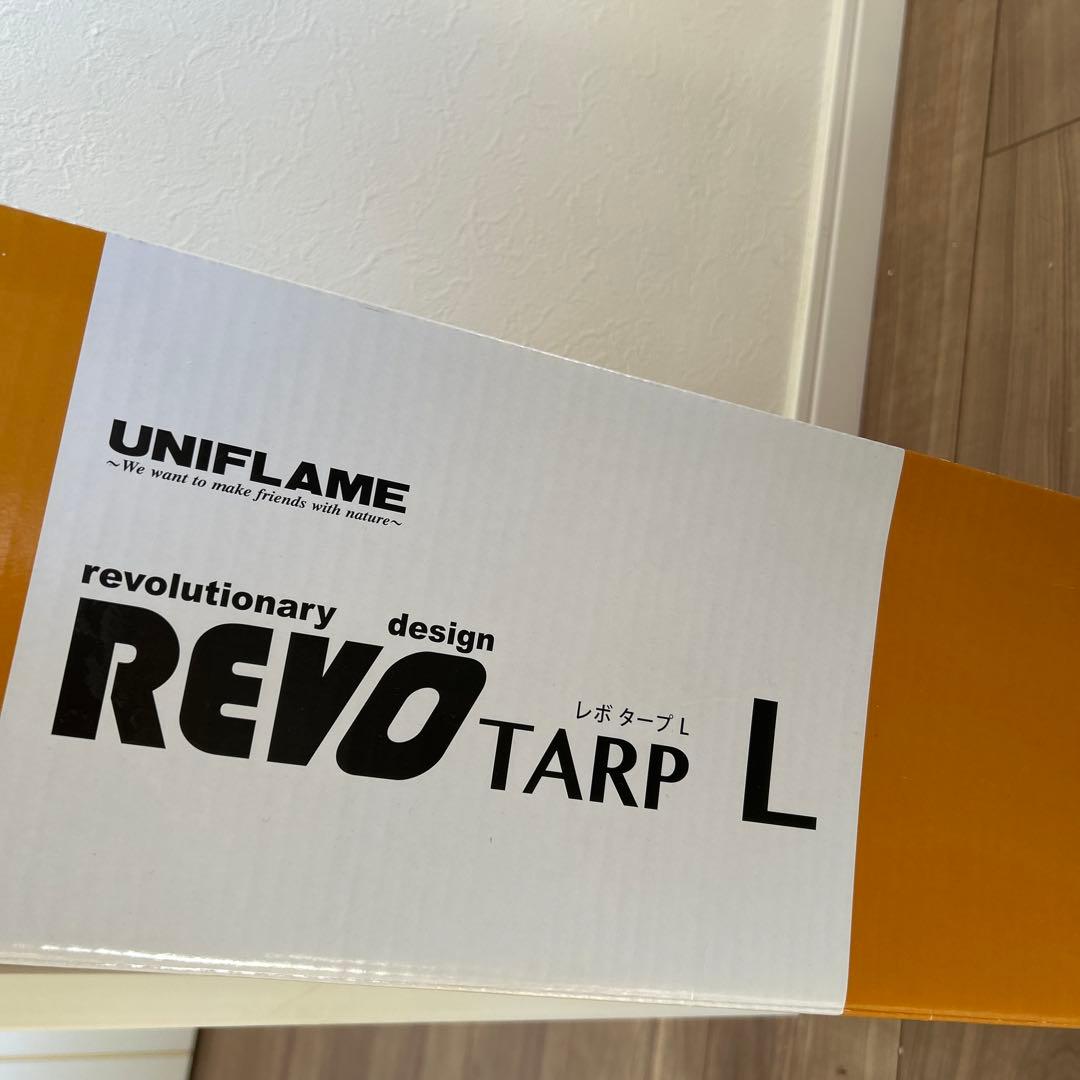 UNIFLAME
~We want to make friends with nature~
revolutionary design
REVO TARP L
レボ タープ L